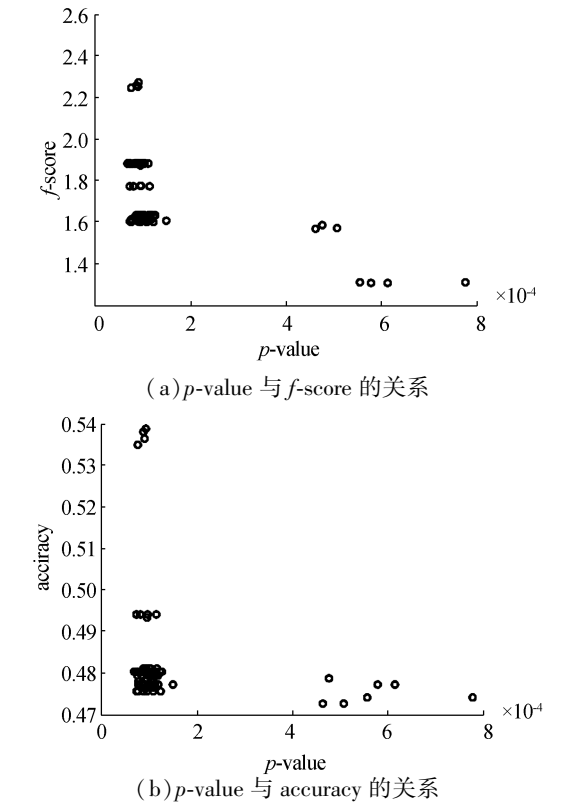 2.6
2.4
2.2
2.0
1.8
1.6
1.4
f-score
0 2 4 6 8
×10-4
p-value
(a)p-value 与 f-score 的关系
0.54
0.53
0.52
0.51
0.50
0.49
0.48
0.47
acciracy
0 2 4 6 8
×10-4
p-value
(b)p-value 与 accuracy 的关系